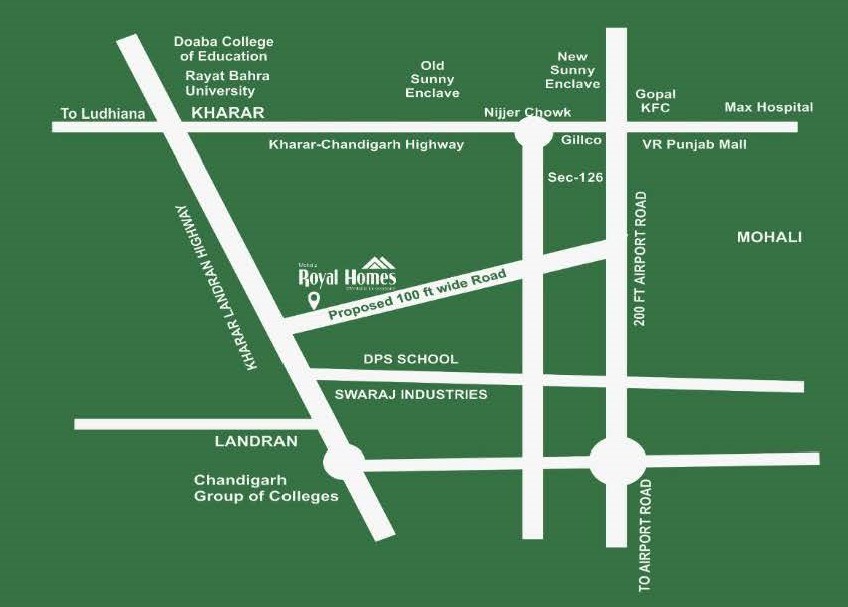 Doaba College
of Education
Rayat Bahra
University
Old
Sunny
Enclave
New
Sunny
Enclave
Gopal
KFC
Max Hospital
To Ludhiana
KHARAR
Nijjer Chowk
Kharar-Chandigarh Highway
Gillco
VR Punjab Mall
Sec-126
KHARAR LANDRAN HIGHWAY
200 FT AIRPORT ROAD
MOHALI
Royal Homes
Proposed 100 ft wide Road
DPS SCHOOL
SWARAJ INDUSTRIES
LANDRAN
Chandigarh
Group of Colleges
TO AIRPORT ROAD